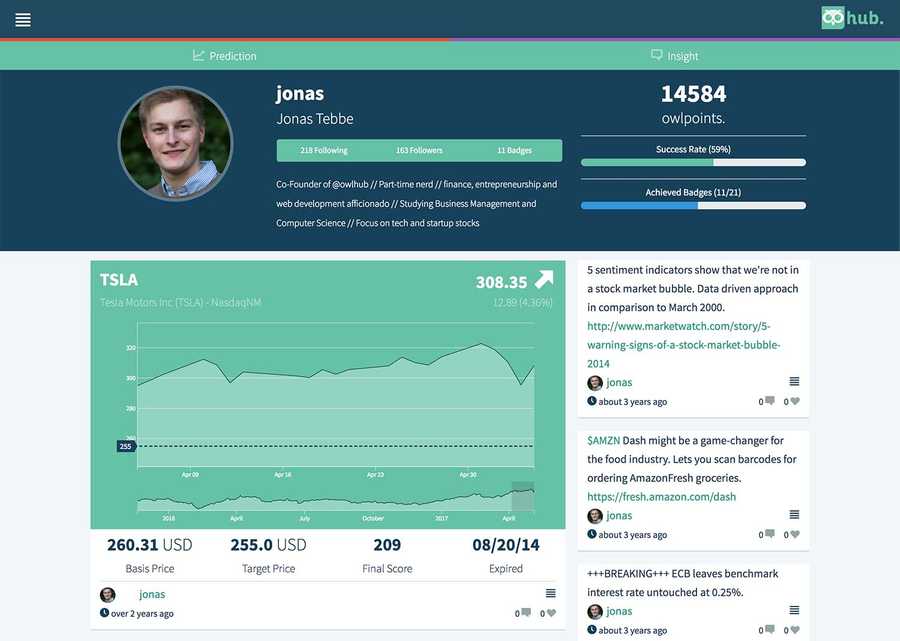 hub.
Prediction
Insight
jonas
Jonas Tebbe
218 Following
163 Followers
11 Badges
Co-Founder of @owlhub // Part-time nerd // finance, entrepreneurship and
web development afficionado // Studying Business Management and
Computer Science // Focus on tech and startup stocks
14584
owlpoints.
Success Rate (59%)
Achieved Badges (11/21)
TSLA
308.35
Tesla Motors Inc (TSLA) - NasdaqNM
12.89 (4.36%)
320
300
280
260
255
Apr 09
Apr 16
Apr 23
Apr 30
2016
April
July
October
2017
April
260.31 USD
Basis Price
255.0 USD
Target Price
209
Final Score
08/20/14
Expired
jonas
over 2 years ago
0
0
5 sentiment indicators show that we're not in
a stock market bubble. Data driven approach
in comparison to March 2000.
http://www.marketwatch.com/story/5-
warning-signs-of-a-stock-market-bubble-
2014
jonas
about 3 years ago
0
0
$AMZN Dash might be a game-changer for
the food industry. Lets you scan barcodes for
ordering AmazonFresh groceries.
https://fresh.amazon.com/dash
jonas
about 3 years ago
0
0
+++BREAKING+++ ECB leaves benchmark
interest rate untouched at 0.25%.
jonas
about 3 years ago
0
0